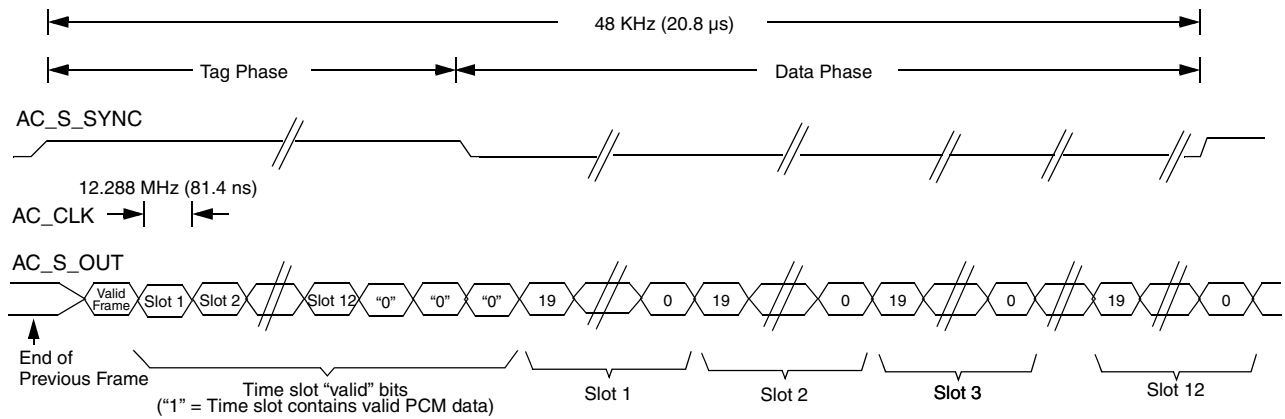 48 KHz (20.8 µs)
Tag Phase Data Phase
AC_S_SYNC
12.288 MHz (81.4 ns)
AC_CLK
AC_S_OUT
Valid Frame Slot 1 Slot 2 Slot 12 “0” “0” “0” 19 0 19 0 19 0 19 0
End of
Previous Frame
Time slot “valid” bits
(“1” = Time slot contains valid PCM data)
Slot 1 Slot 2 Slot 3 Slot 12